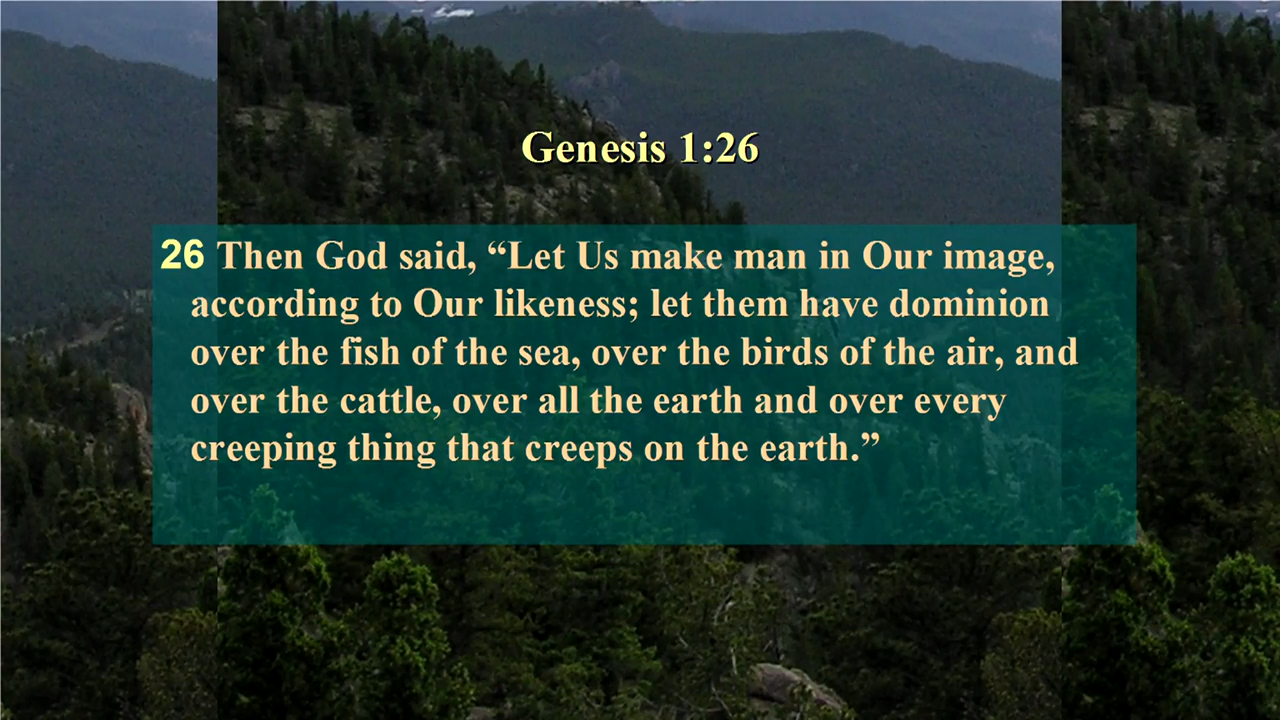 Genesis 1:26
26 Then God said, “Let Us make man in Our image,
according to Our likeness; let them have dominion
over the fish of the sea, over the birds of the air, and
over the cattle, over all the earth and over every
creeping thing that creeps on the earth.”